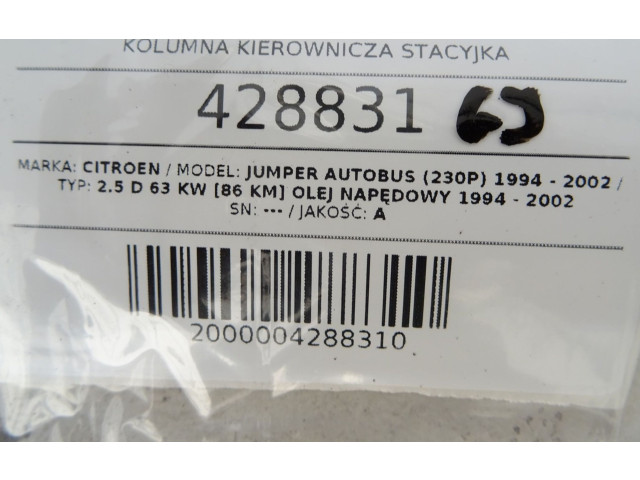 KOLUMNA KIEROWNICZA STACYJKA
428831 63
MARKA: CITROEN / MODEL: JUMPER AUTOBUS (230P) 1994 - 2002 /
TYP: 2.5 D 63 KW [86 KM] OLEJ NAPĘDOWY 1994 - 2002
SN: --- / JAKOŚĆ: A
2000004288310